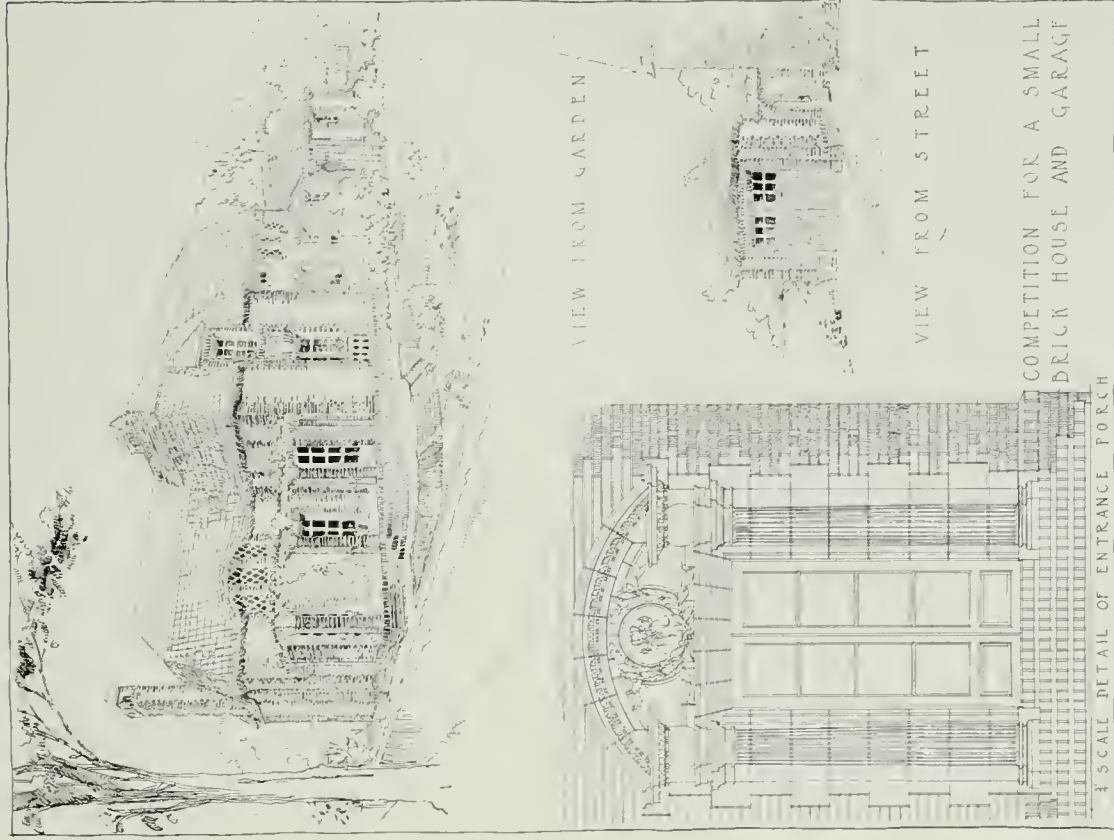 VIEW FROM GARDEN
VIEW FROM STREET
COMPETITION FOR A SMALL
BRICK HOUSE AND GARAGE
SCALE DETAIL OF ENTRANCE PORCH